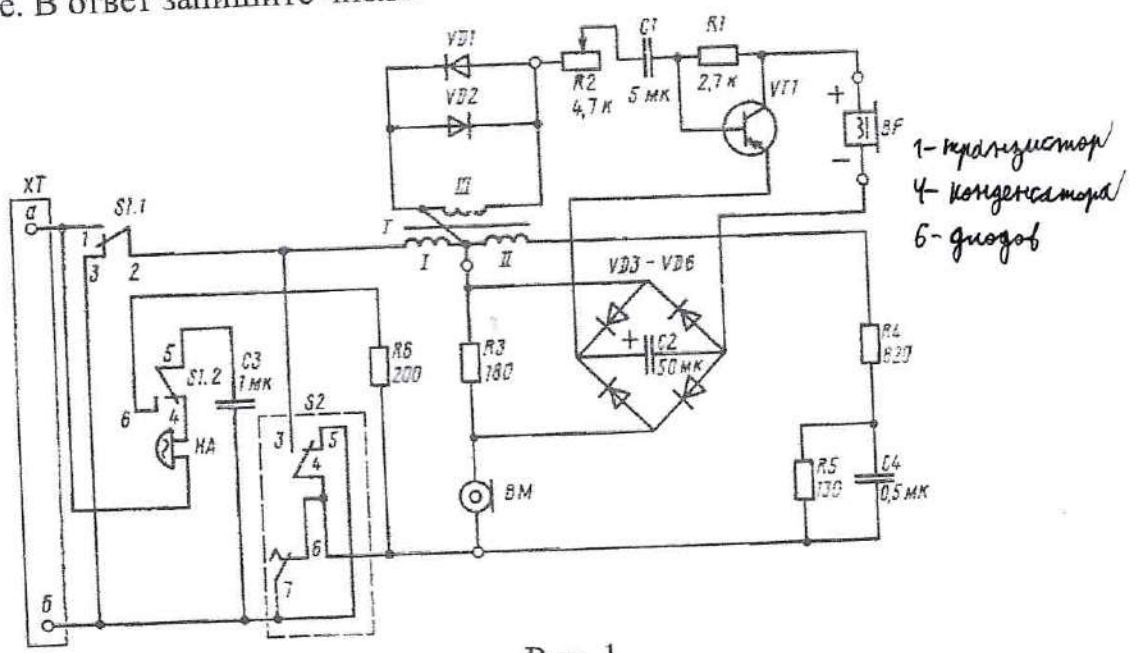 е. В ответ запишите
VD1
VD2
R2
4,7 к
C1
5 мк
R1
2,7 к
VT1
+
BF
−
1- транзистор
4- конденсатора
6- диодов
XT
а
S1.1
1
3
2
III
T
I
II
VD3 - VD6
+
C2
50 мк
R3
180
R4
820
R6
200
5
S1.2
C3
1 мк
6
4
HA
S2
3
5
4
6
7
BM
R5
130
C4
0,5 мк
б
Рис. 1